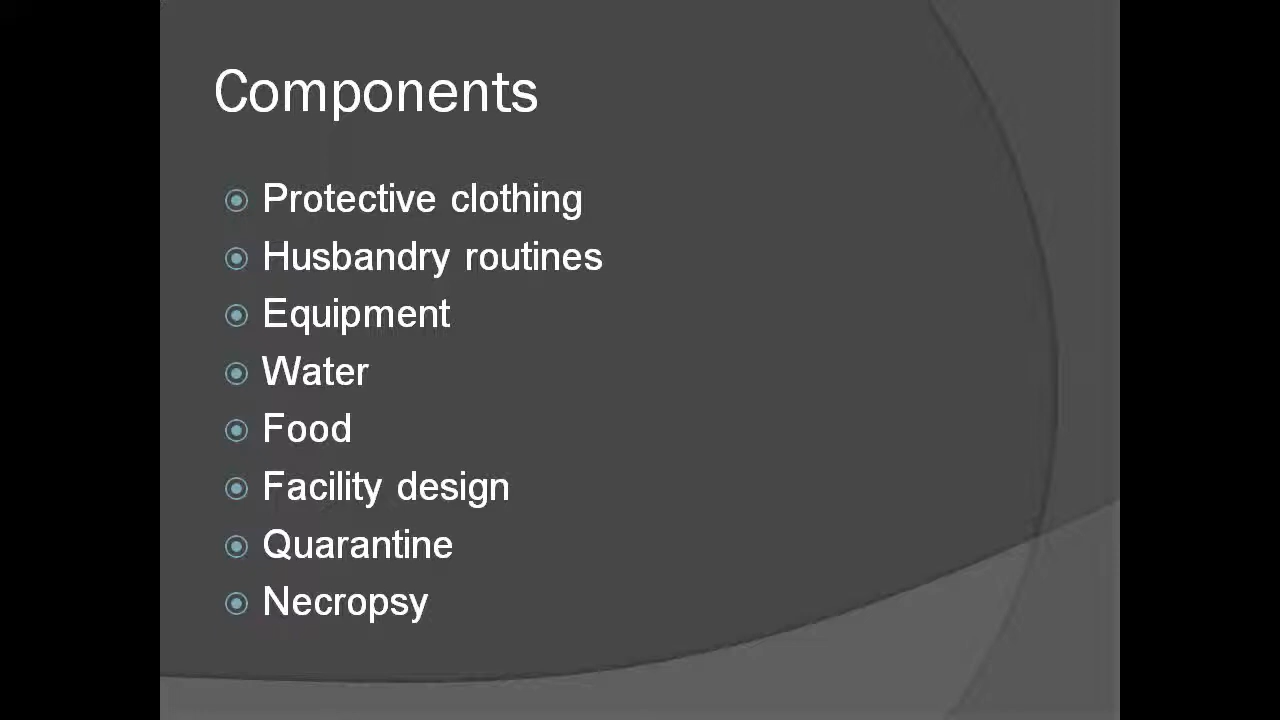 Components
Protective clothing
Husbandry routines
Equipment
Water
Food
Facility design
Quarantine
Necropsy